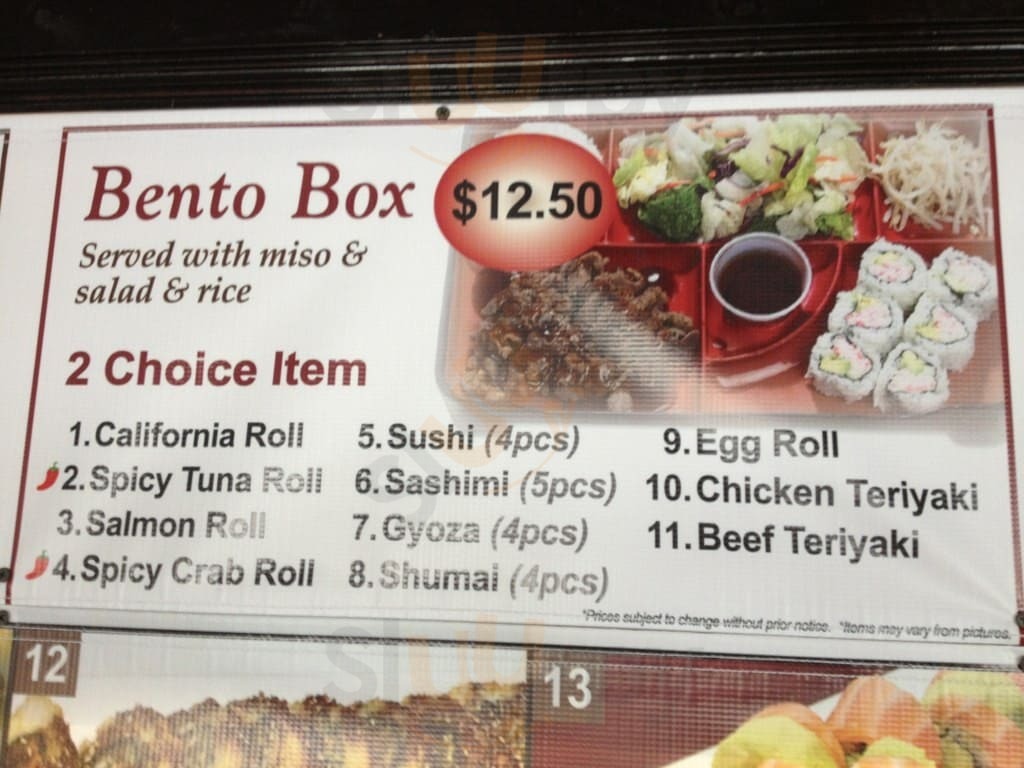 Bento Box
$12.50
Served with miso &
salad & rice
2 Choice Item
1. California Roll
2. Spicy Tuna Roll
3. Salmon Roll
4. Spicy Crab Roll
5. Sushi (4pcs)
6. Sashimi (5pcs)
7. Gyoza (4pcs)
8. Shumai (4pcs)
9. Egg Roll
10. Chicken Teriyaki
11. Beef Teriyaki
*Prices subject to change without prior notice. *Items may vary from pictures.
12
13